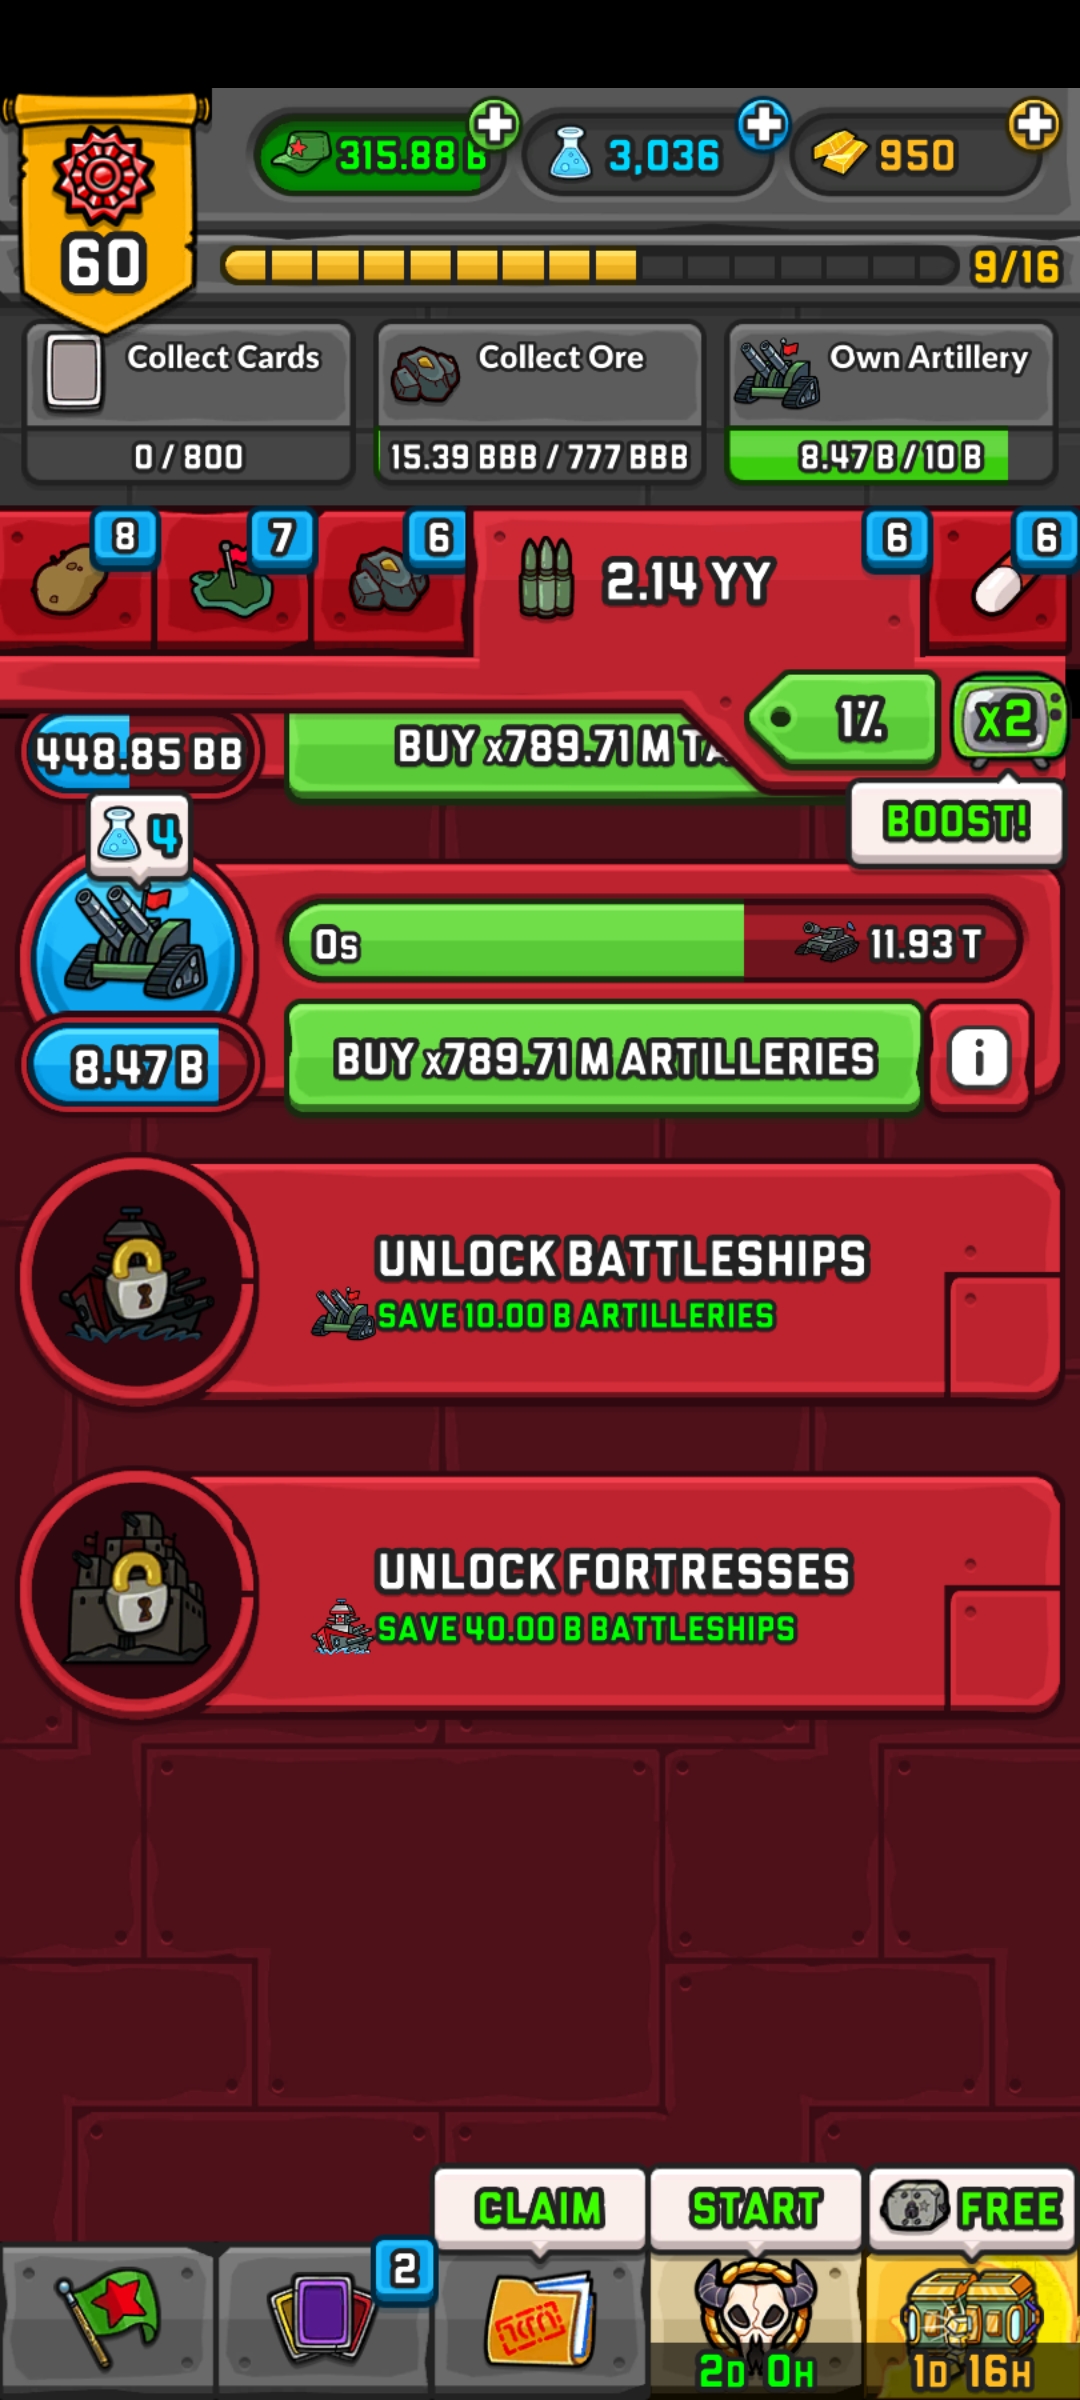 315.88 B
3,036
950
60
9/16
Collect Cards
0 / 800
Collect Ore
15.39 BBB / 777 BBB
Own Artillery
8.47 B / 10 B
8
7
6
2.14 YY
6
6
1%
x2
448.85 BB
BUY x789.71 M TA
BOOST!
4
0s
11.93 T
8.47 B
BUY x789.71 M ARTILLERIES
i
UNLOCK BATTLESHIPS
SAVE 10.00 B ARTILLERIES
UNLOCK FORTRESSES
SAVE 40.00 B BATTLESHIPS
CLAIM
START
FREE
2
2D 0H
1D 16H